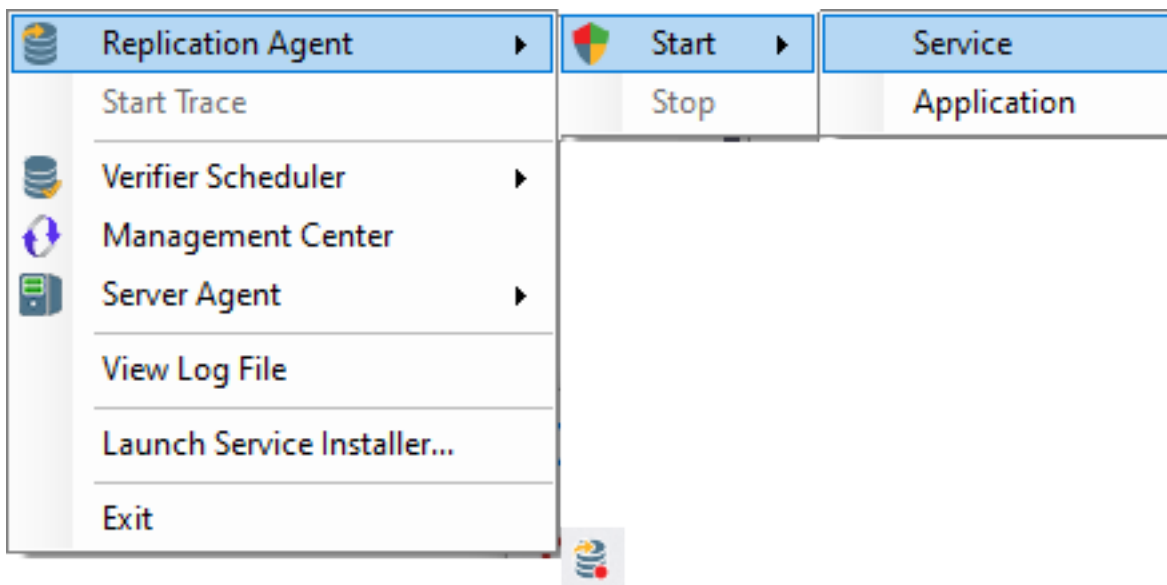 Replication Agent
Start
Service
Start Trace
Stop
Application
Verifier Scheduler
Management Center
Server Agent
View Log File
Launch Service Installer...
Exit